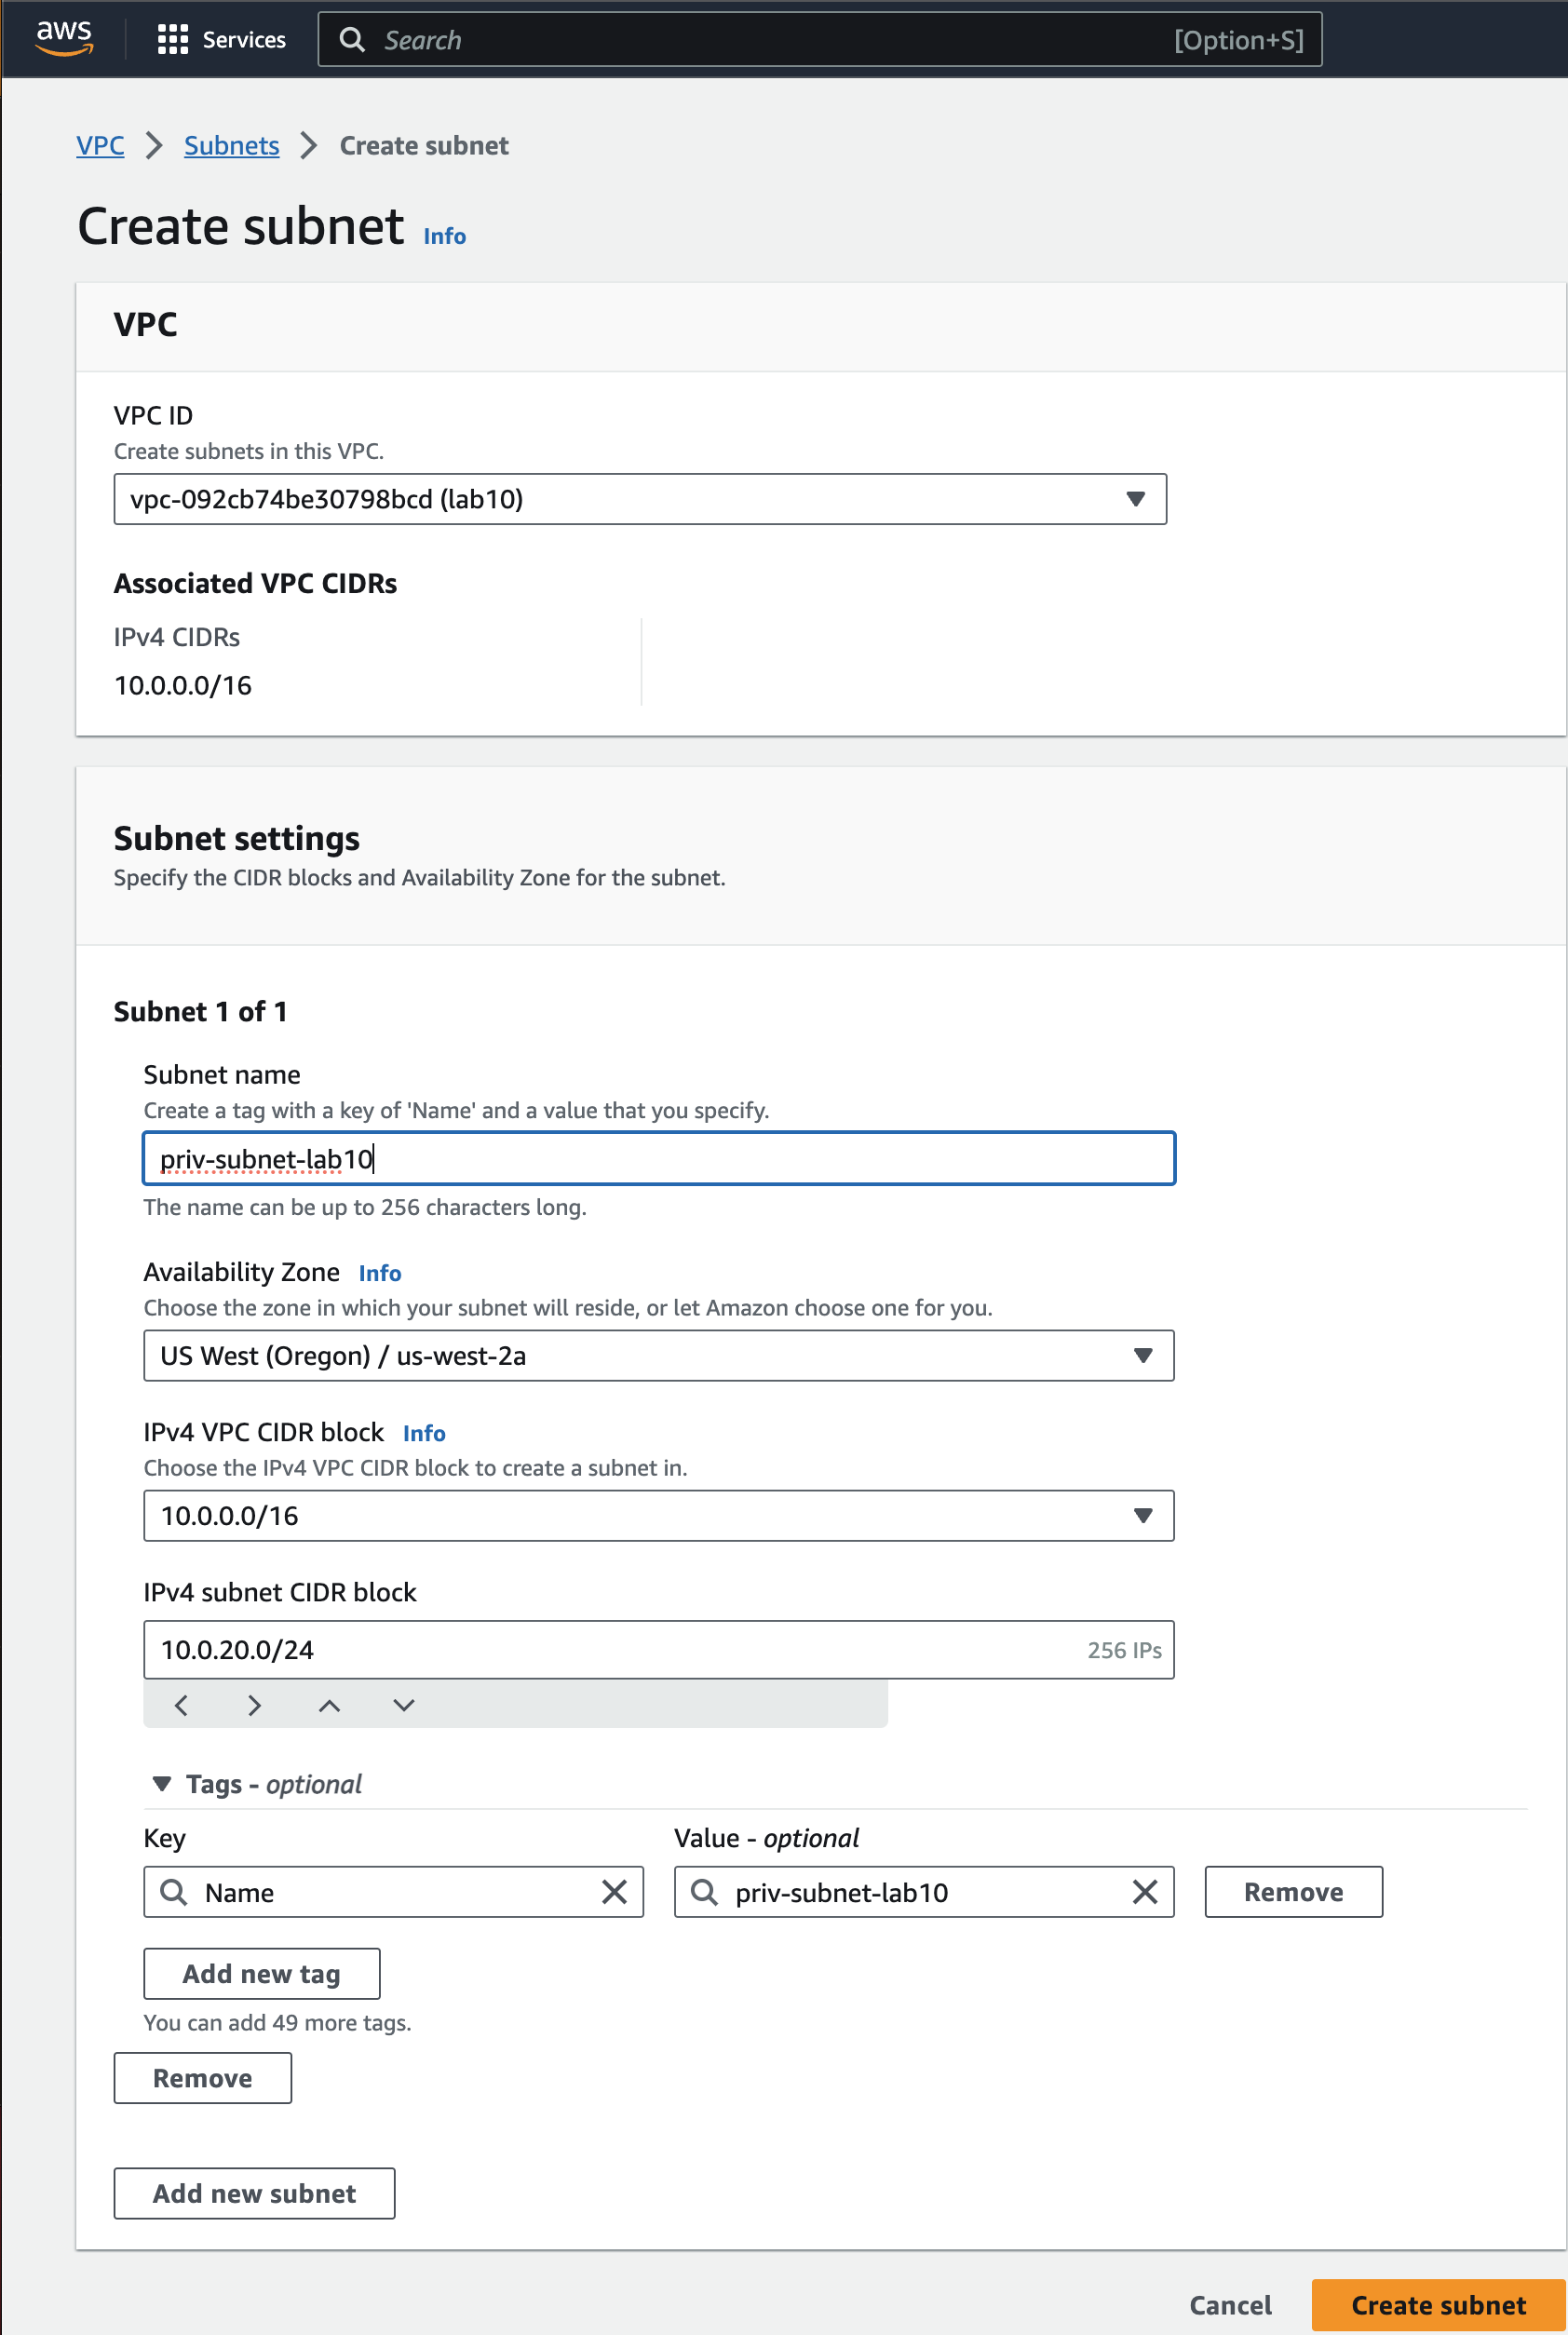 aws Services Search [Option+S]
VPC Subnets Create subnet
Create subnet Info
VPC
VPC ID
Create subnets in this VPC.
vpc-092cb74be30798bcd (lab10)
Associated VPC CIDRs
IPv4 CIDRs
10.0.0.0/16
Subnet settings
Specify the CIDR blocks and Availability Zone for the subnet.
Subnet 1 of 1
Subnet name
Create a tag with a key of 'Name' and a value that you specify.
priv-subnet-lab10
The name can be up to 256 characters long.
Availability Zone Info
Choose the zone in which your subnet will reside, or let Amazon choose one for you.
US West (Oregon) / us-west-2a
IPv4 VPC CIDR block Info
Choose the IPv4 VPC CIDR block to create a subnet in.
10.0.0.0/16
IPv4 subnet CIDR block
10.0.20.0/24 256 IPs
Tags - optional
Key Value - optional
Name priv-subnet-lab10 Remove
Add new tag
You can add 49 more tags.
Remove
Add new subnet
Cancel Create subnet